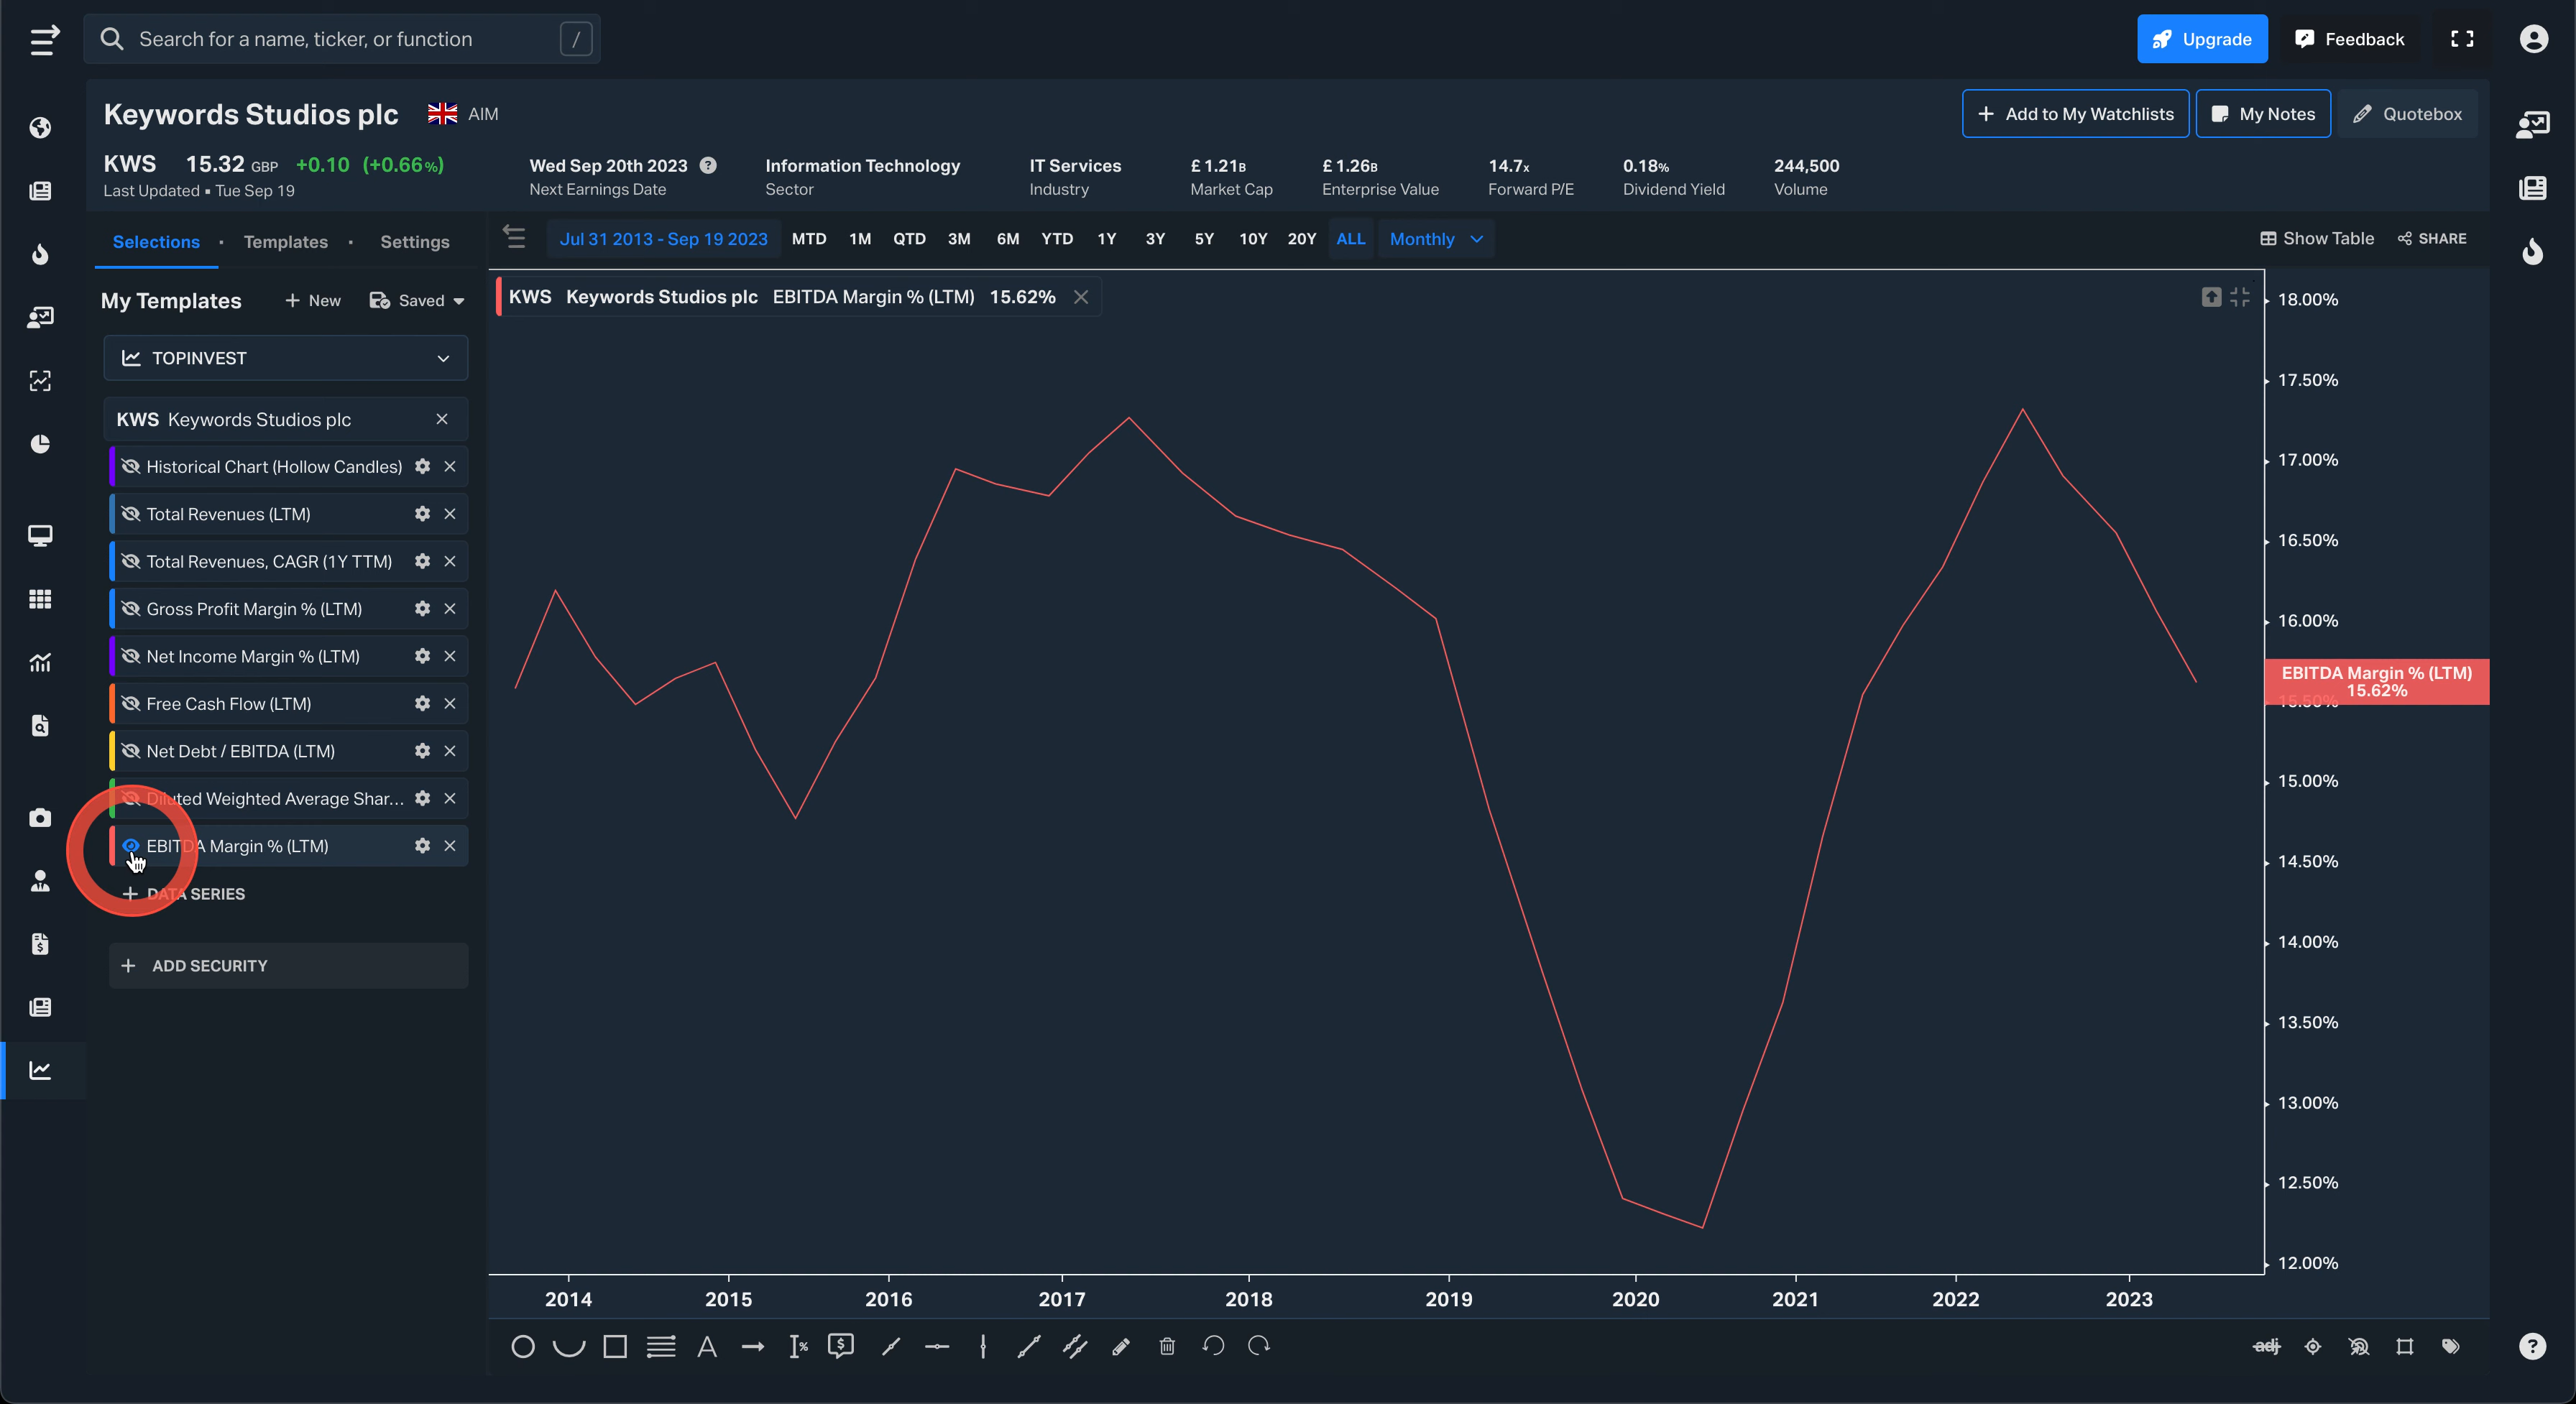 Search for a name, ticker, or function /
Upgrade
Feedback
Keywords Studios plc AIM
Add to My Watchlists
My Notes
Quotebox
KWS 15.32 GBP +0.10 (+0.66%)
Last Updated ▪ Tue Sep 19
Wed Sep 20th 2023 ?
Next Earnings Date
Information Technology
Sector
IT Services
Industry
£ 1.21B
Market Cap
£ 1.26B
Enterprise Value
14.7x
Forward P/E
0.18%
Dividend Yield
244,500
Volume
Selections · Templates · Settings
Jul 31 2013 - Sep 19 2023 MTD 1M QTD 3M 6M YTD 1Y 3Y 5Y 10Y 20Y ALL Monthly
Show Table
SHARE
My Templates
+ New
Saved
TOPINVEST
KWS Keywords Studios plc
Historical Chart (Hollow Candles)
Total Revenues (LTM)
Total Revenues, CAGR (1Y TTM)
Gross Profit Margin % (LTM)
Net Income Margin % (LTM)
Free Cash Flow (LTM)
Net Debt / EBITDA (LTM)
Diluted Weighted Average Shar...
EBITDA Margin % (LTM)
+ DATA SERIES
+ ADD SECURITY
KWS Keywords Studios plc EBITDA Margin % (LTM) 15.62%
18.00%
17.50%
17.00%
16.50%
16.00%
EBITDA Margin % (LTM)
15.62%
15.50%
15.00%
14.50%
14.00%
13.50%
13.00%
12.50%
12.00%
2014 2015 2016 2017 2018 2019 2020 2021 2022 2023
A
%
$
adj
?